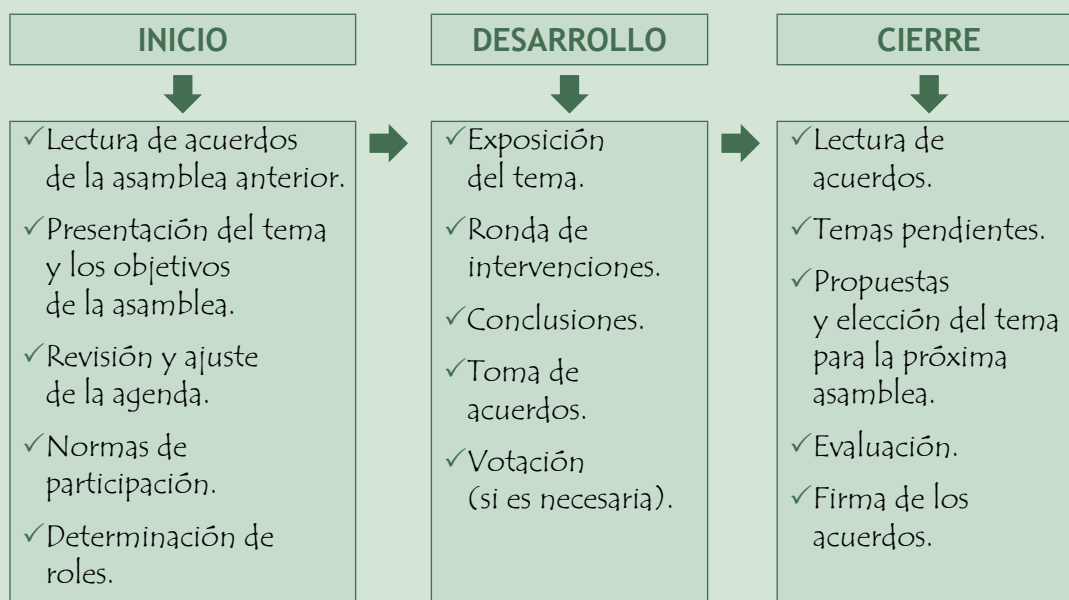 INICIO
✓Lectura de acuerdos
de la asamblea anterior.
✓Presentación del tema
y los objetivos
de la asamblea.
✓Revisión y ajuste
de la agenda.
✓Normas de
participación.
✓Determinación de
roles.
DESARROLLO
✓Exposición
del tema.
✓Ronda de
intervenciones.
✓Conclusiones.
✓Toma de
acuerdos.
✓Votación
(si es necesaria).
CIERRE
✓Lectura de
acuerdos.
✓Temas pendientes.
✓Propuestas
y elección del tema
para la próxima
asamblea.
✓Evaluación.
✓Firma de los
acuerdos.